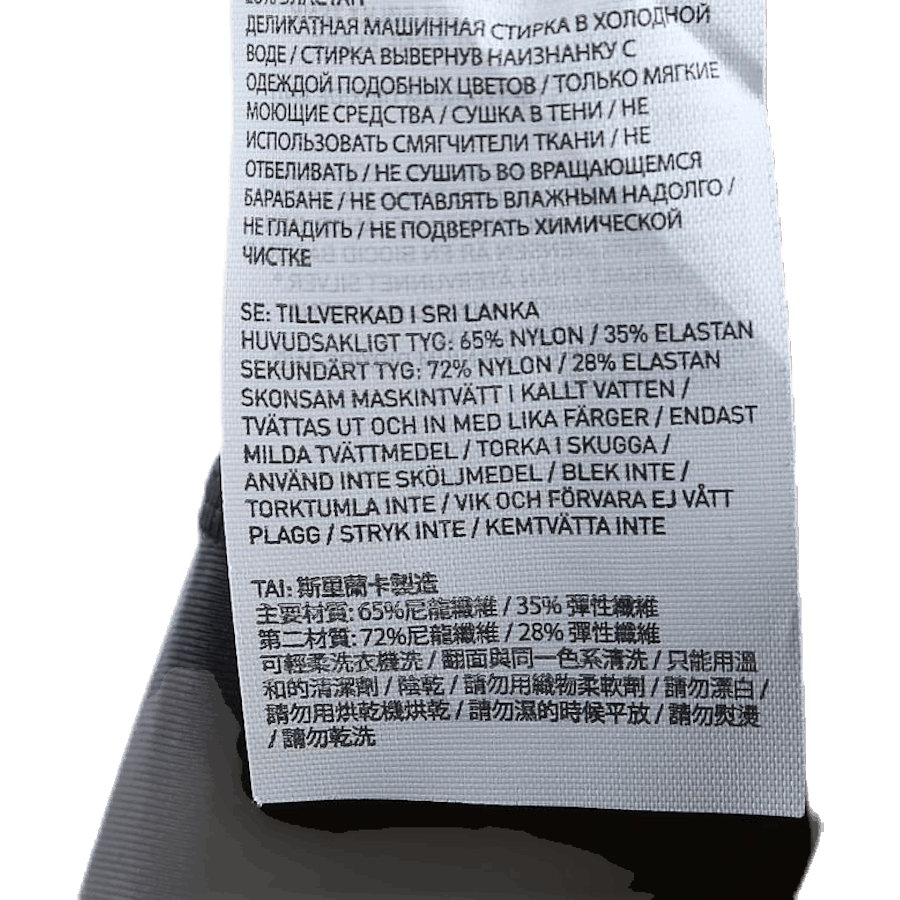 ДЕЛИКАТНАЯ МАШИННАЯ СТИРКА В ХОЛОДНОЙ
ВОДЕ / СТИРКА ВЫВЕРНУВ НАИЗНАНКУ С
ОДЕЖДОЙ ПОДОБНЫХ ЦВЕТОВ / ТОЛЬКО МЯГКИЕ
МОЮЩИЕ СРЕДСТВА / СУШКА В ТЕНИ / НЕ
ИСПОЛЬЗОВАТЬ СМЯГЧИТЕЛИ ТКАНИ / НЕ
ОТБЕЛИВАТЬ / НЕ СУШИТЬ ВО ВРАЩАЮЩЕМСЯ
БАРАБАНЕ / НЕ ОСТАВЛЯТЬ ВЛАЖНЫМ НАДОЛГО /
НЕ ГЛАДИТЬ / НЕ ПОДВЕРГАТЬ ХИМИЧЕСКОЙ
ЧИСТКЕ
SE: TILLVERKAD I SRI LANKA
HUVUDSAKLIGT TYG: 65% NYLON / 35% ELASTAN
SEKUNDÄRT TYG: 72% NYLON / 28% ELASTAN
SKONSAM MASKINTVÄTT I KALLT VATTEN /
TVÄTTAS UT OCH IN MED LIKA FÄRGER / ENDAST
MILDA TVÄTTMEDEL / TORKA I SKUGGA /
ANVÄND INTE SKÖLJMEDEL / BLEK INTE /
TORKTUMLA INTE / VIK OCH FÖRVARA EJ VÅTT
PLAGG / STRYK INTE / KEMTVÄTTA INTE
TAI: 斯里蘭卡製造
主要材質: 65%尼龍纖維 / 35% 彈性纖維
第二材質: 72%尼龍纖維 / 28% 彈性纖維
可輕柔洗衣機洗 / 翻面與同一色系清洗 / 只能用溫
和的清潔劑 / 陰乾 / 請勿用織物柔軟劑 / 請勿漂白 /
請勿用烘乾機烘乾 / 請勿濕的時候平放 / 請勿熨燙
/ 請勿乾洗